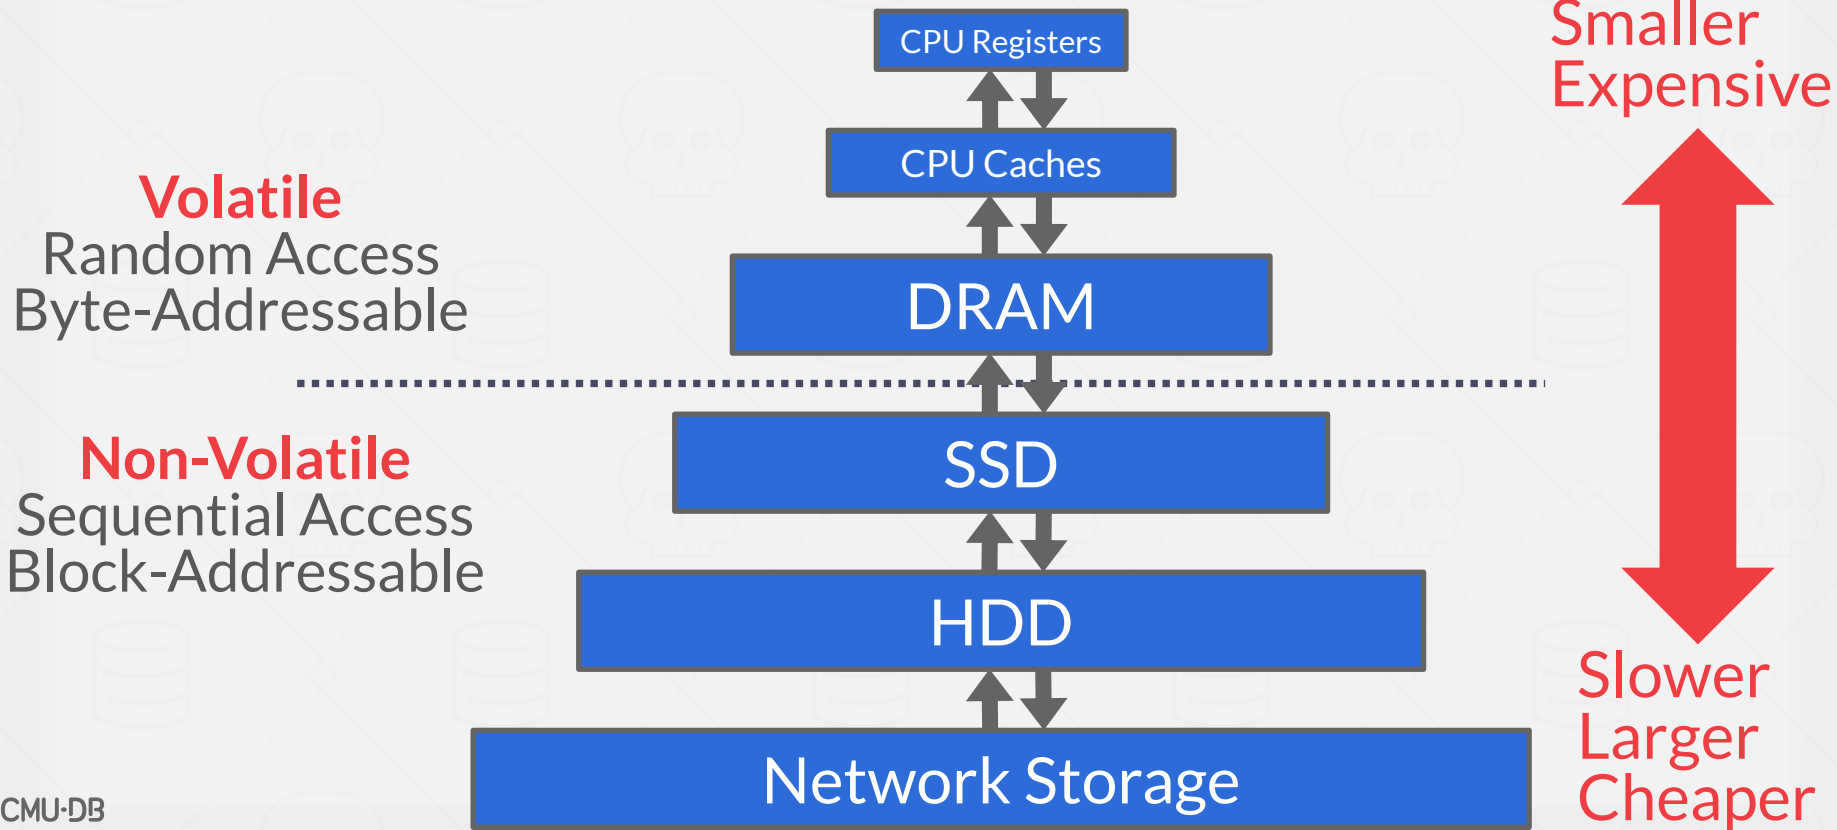 CPU Registers
CPU Caches
DRAM
SSD
HDD
Network Storage
Volatile
Random Access
Byte-Addressable
Non-Volatile
Sequential Access
Block-Addressable
Smaller
Expensive
Slower
Larger
Cheaper
CMU·DB